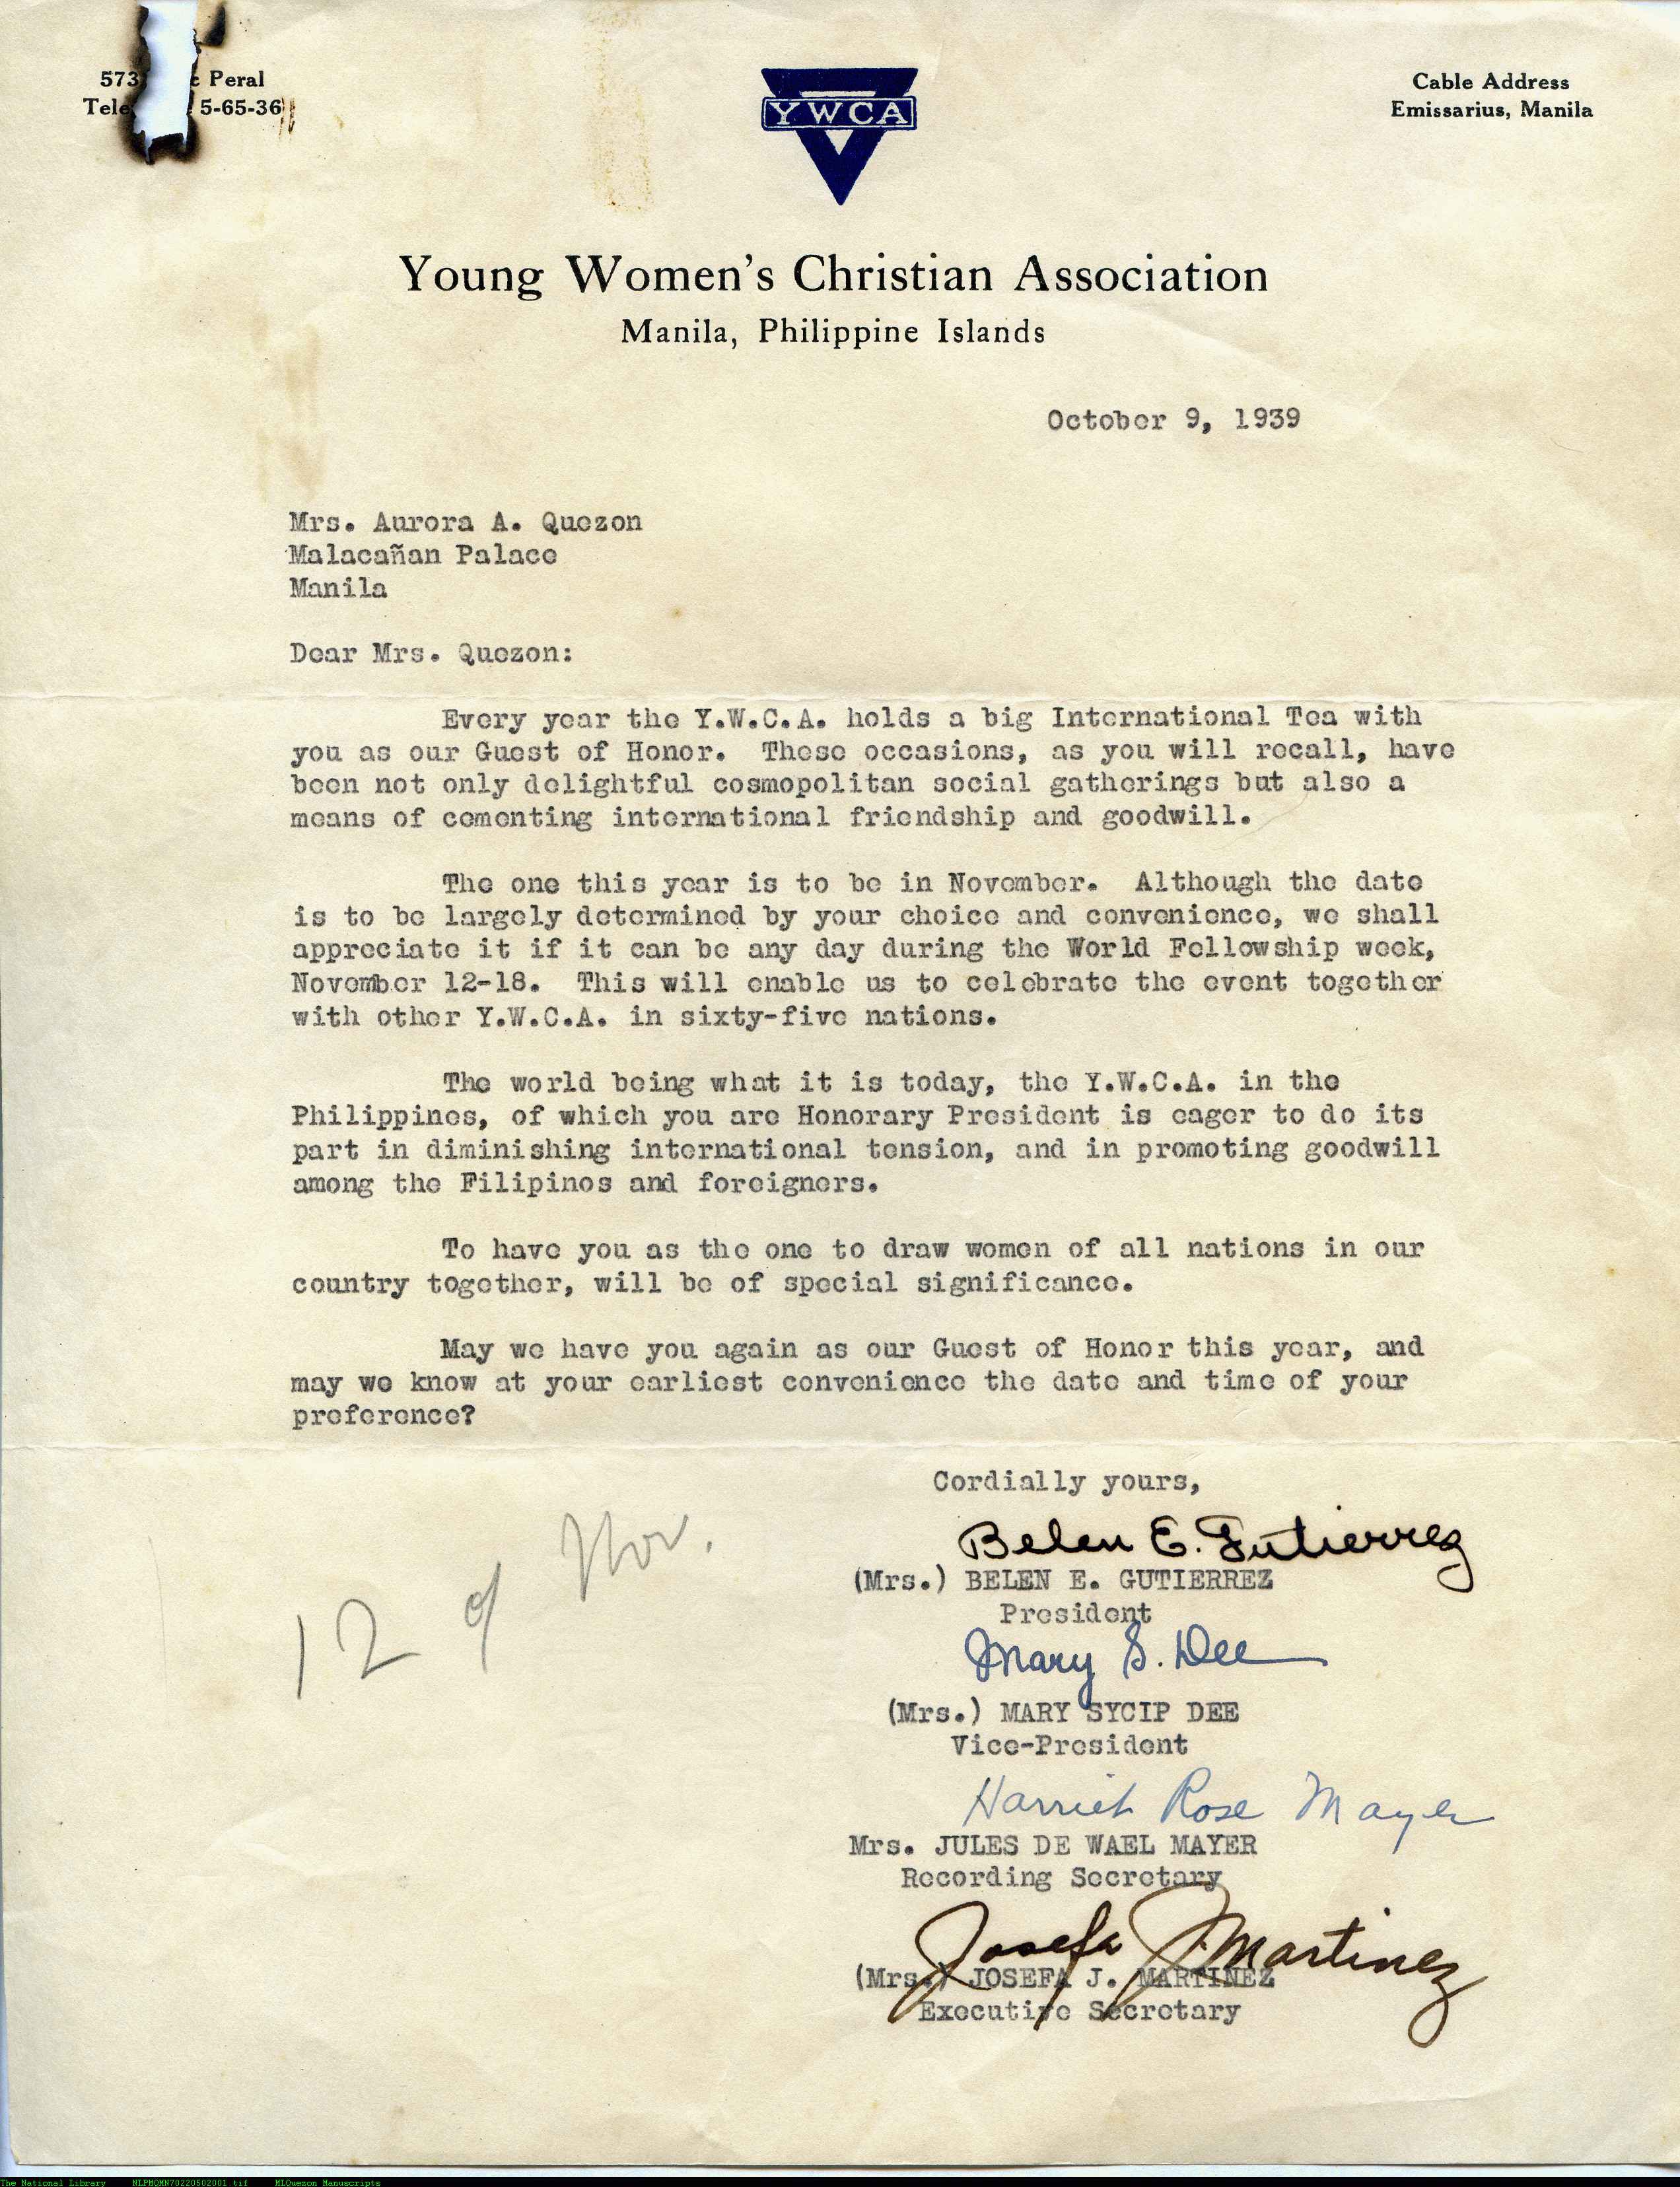 573 c Peral
Tele 5-65-36
Cable Address
Emissarius, Manila
YWCA
Young Women's Christian Association
Manila, Philippine Islands
October 9, 1939
Mrs. Aurora A. Quezon
Malacañan Palace
Manila
Dear Mrs. Quezon:
Every year the Y.W.C.A. holds a big International Tea with
you as our Guest of Honor. These occasions, as you will recall, have
been not only delightful cosmopolitan social gatherings but also a
means of cementing international friendship and goodwill.
The one this year is to be in November. Although the date
is to be largely determined by your choice and convenience, we shall
appreciate it if it can be any day during the World Fellowship week,
November 12-18. This will enable us to celebrate the event together
with other Y.W.C.A. in sixty-five nations.
The world being what it is today, the Y.W.C.A. in the
Philippines, of which you are Honorary President is eager to do its
part in diminishing international tension, and in promoting goodwill
among the Filipinos and foreigners.
To have you as the one to draw women of all nations in our
country together, will be of special significance.
May we have you again as our Guest of Honor this year, and
may we know at your earliest convenience the date and time of your
preference?
Cordially yours,
Belen E. Gutierrez
(Mrs.) BELEN E. GUTIERREZ
President
12 of Nov.
Mary S. Dee
(Mrs.) MARY SYCIP DEE
Vice-President
Harriet Rose Mayer
Mrs. JULES DE WAEL MAYER
Recording Secretary
Josefa J. Martinez
(Mrs.) JOSEFA J. MARTINEZ
Executive Secretary
The National Library NLPMQMN70220502001.tif MLQuezon Manuscripts